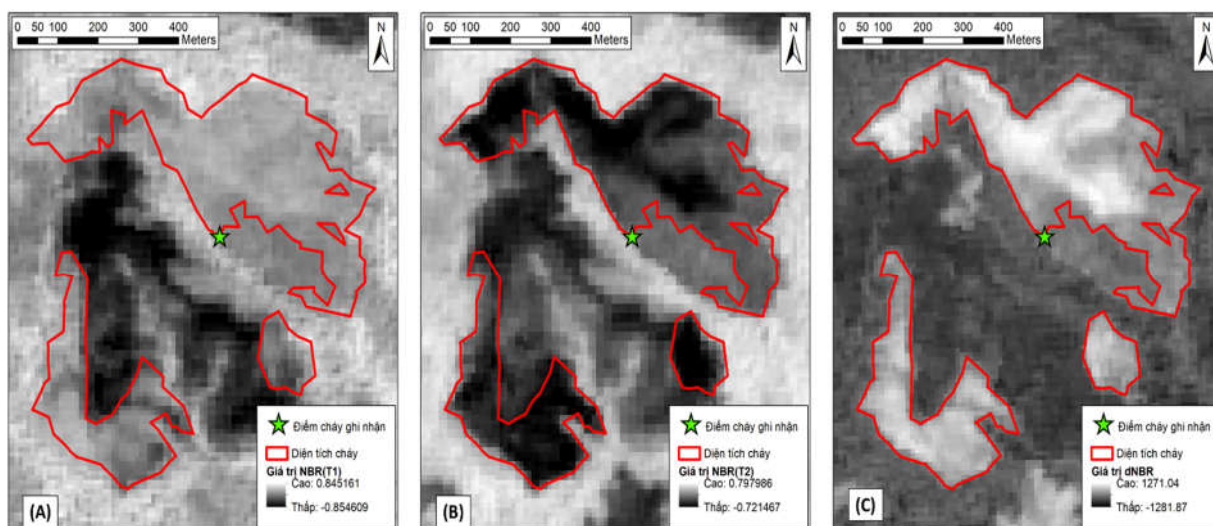 0 50 100 200 300 400
Meters
N
Điểm cháy ghi nhận
Diện tích cháy
Giá trị NBR(T1)
Cao: 0.845161
Thấp: -0.854609
(A)
0 50 100 200 300 400
Meters
N
Điểm cháy ghi nhận
Diện tích cháy
Giá trị NBR(T2)
Cao: 0.797986
Thấp: -0.721467
(B)
0 50 100 200 300 400
Meters
N
Điểm cháy ghi nhận
Diện tích cháy
Giá trị dNBR
Cao: 1271.04
Thấp: -1281.87
(C)